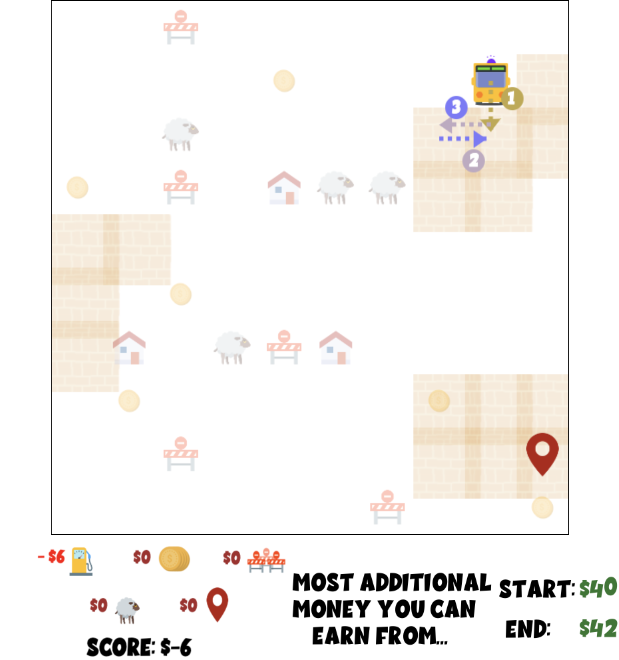 1
3
2
- $6 $0 $0
$0 $0
SCORE: $-6
MOST ADDITIONAL
MONEY YOU CAN
EARN FROM...
START: $40
END: $42